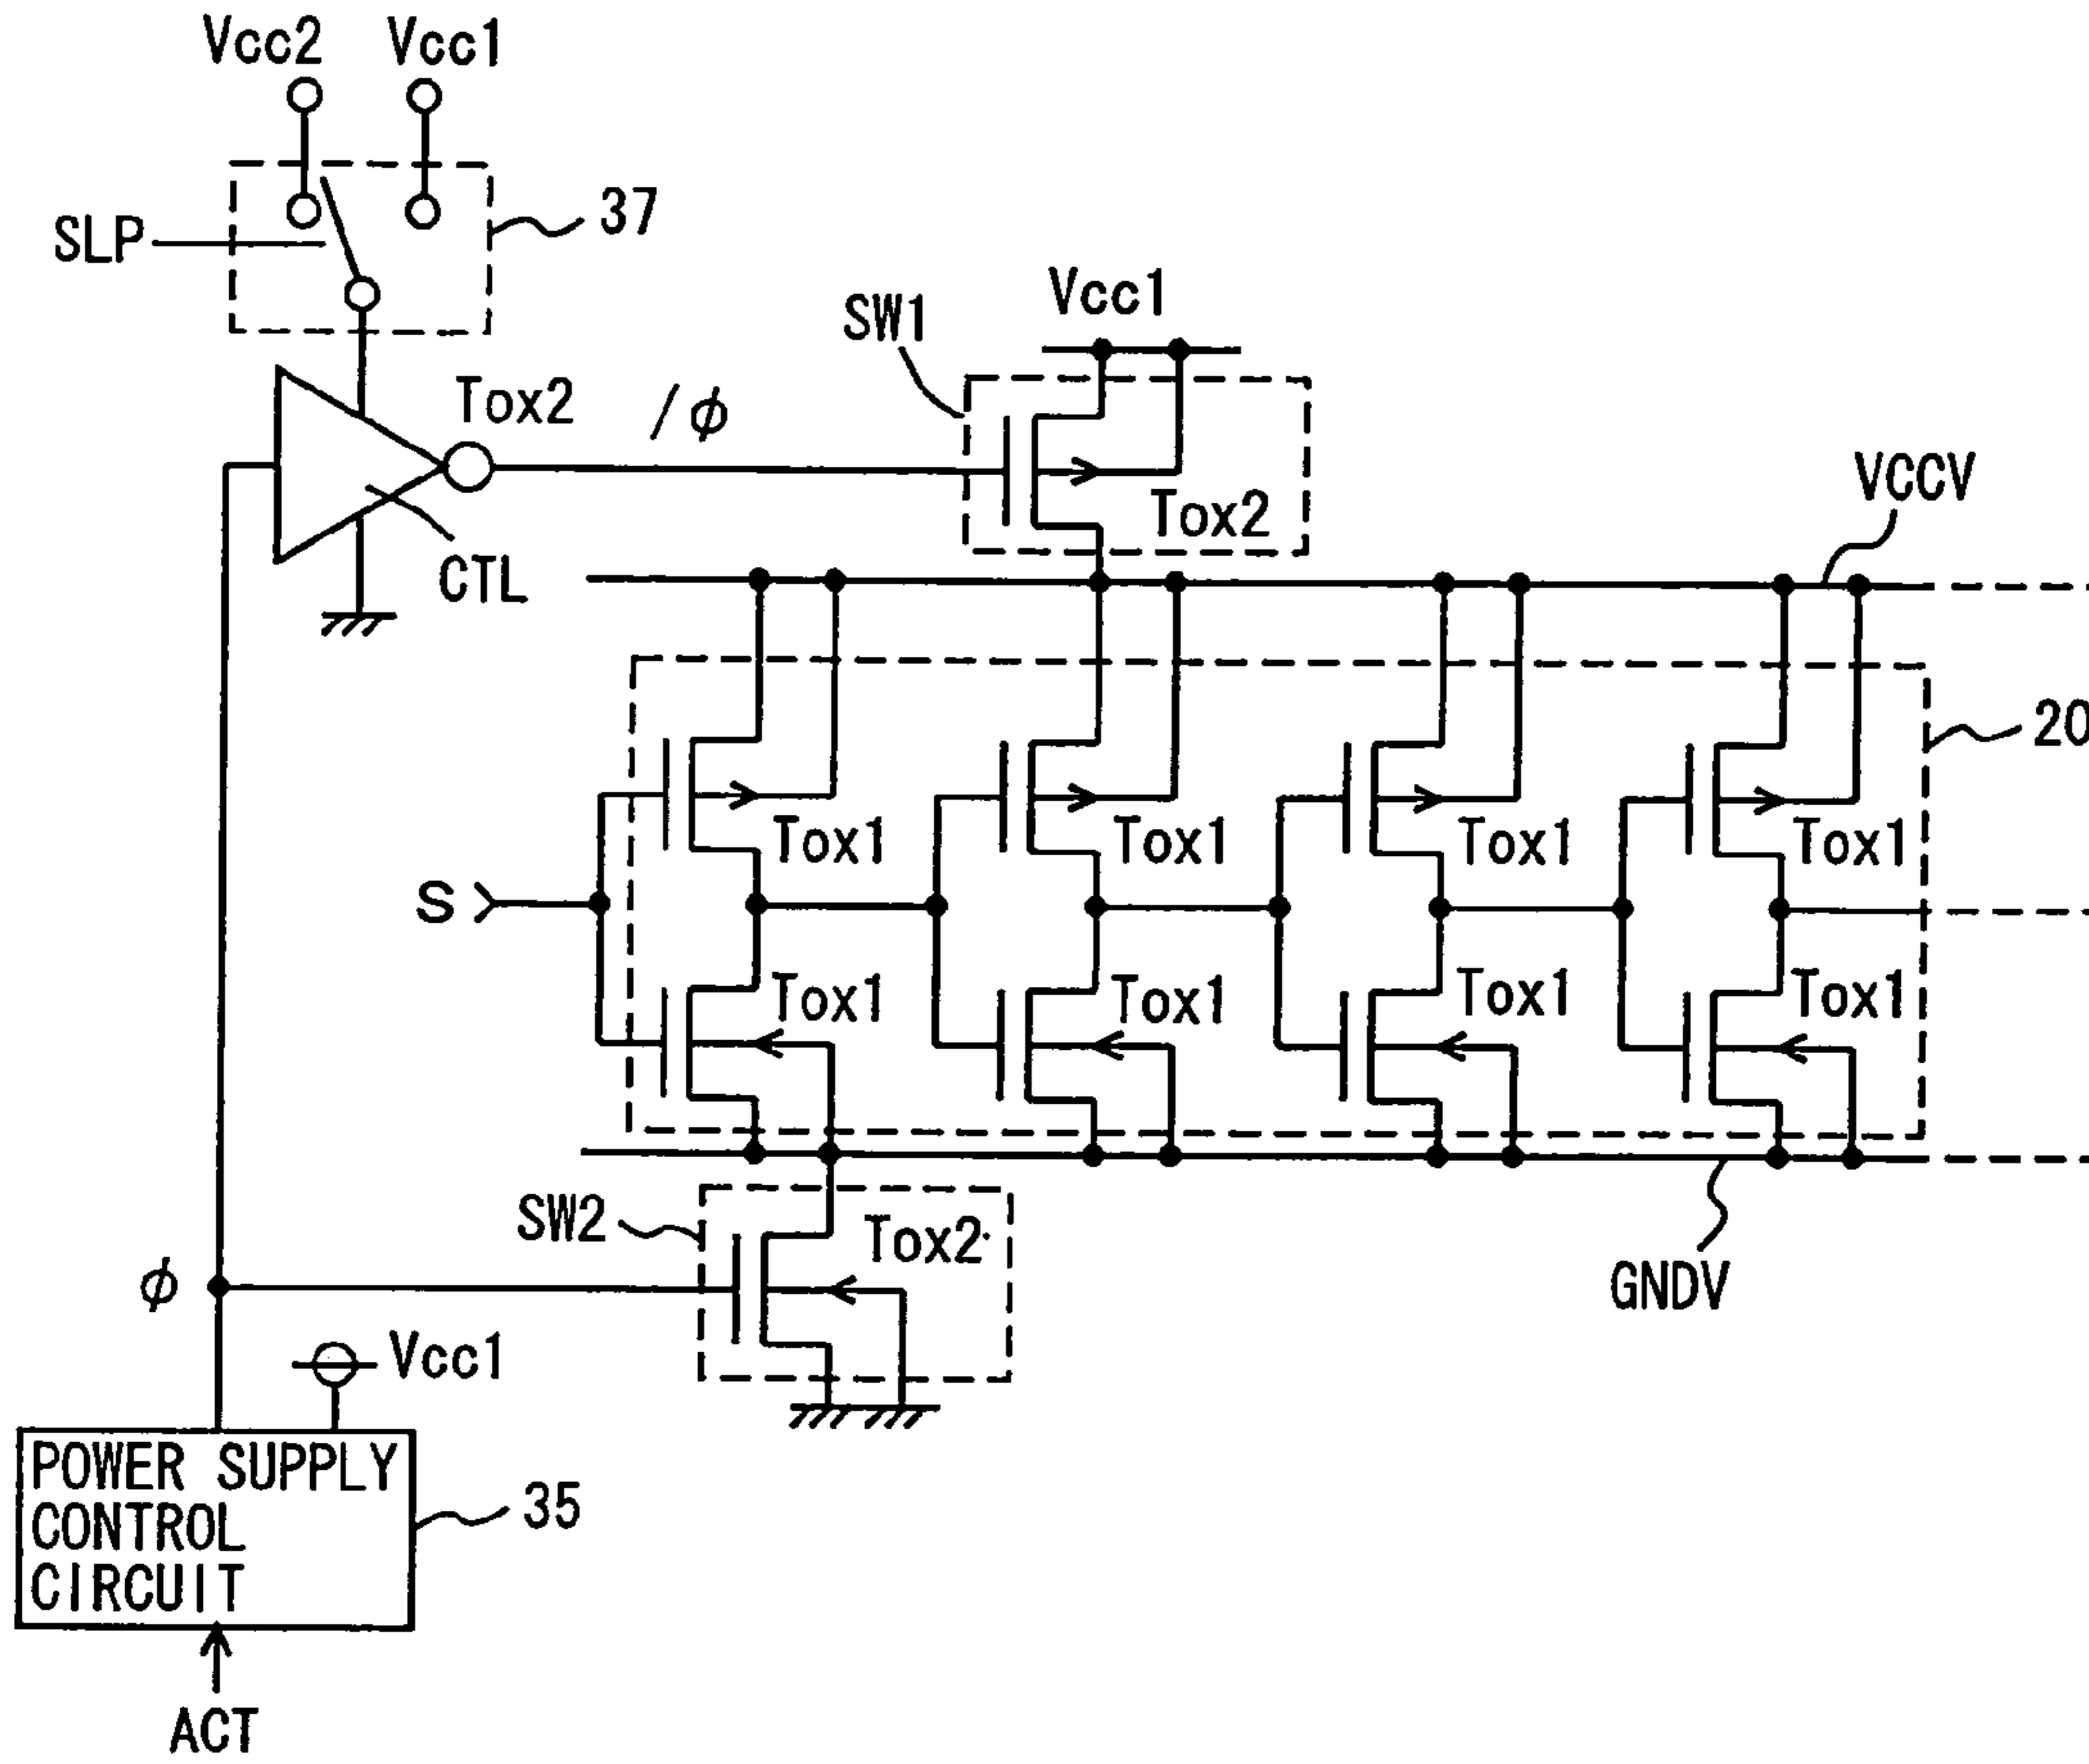 Vcc2 Vcc1
SLP
37
Vcc1
SW1
Tox2
/φ
Tox2
VCCV
CTL
20
Tox1 Tox1 Tox1 Tox1
S
Tox1 Tox1 Tox1 Tox1
SW2
Tox2
φ
GNDV
Vcc1
POWER SUPPLY
CONTROL
CIRCUIT
35
ACT